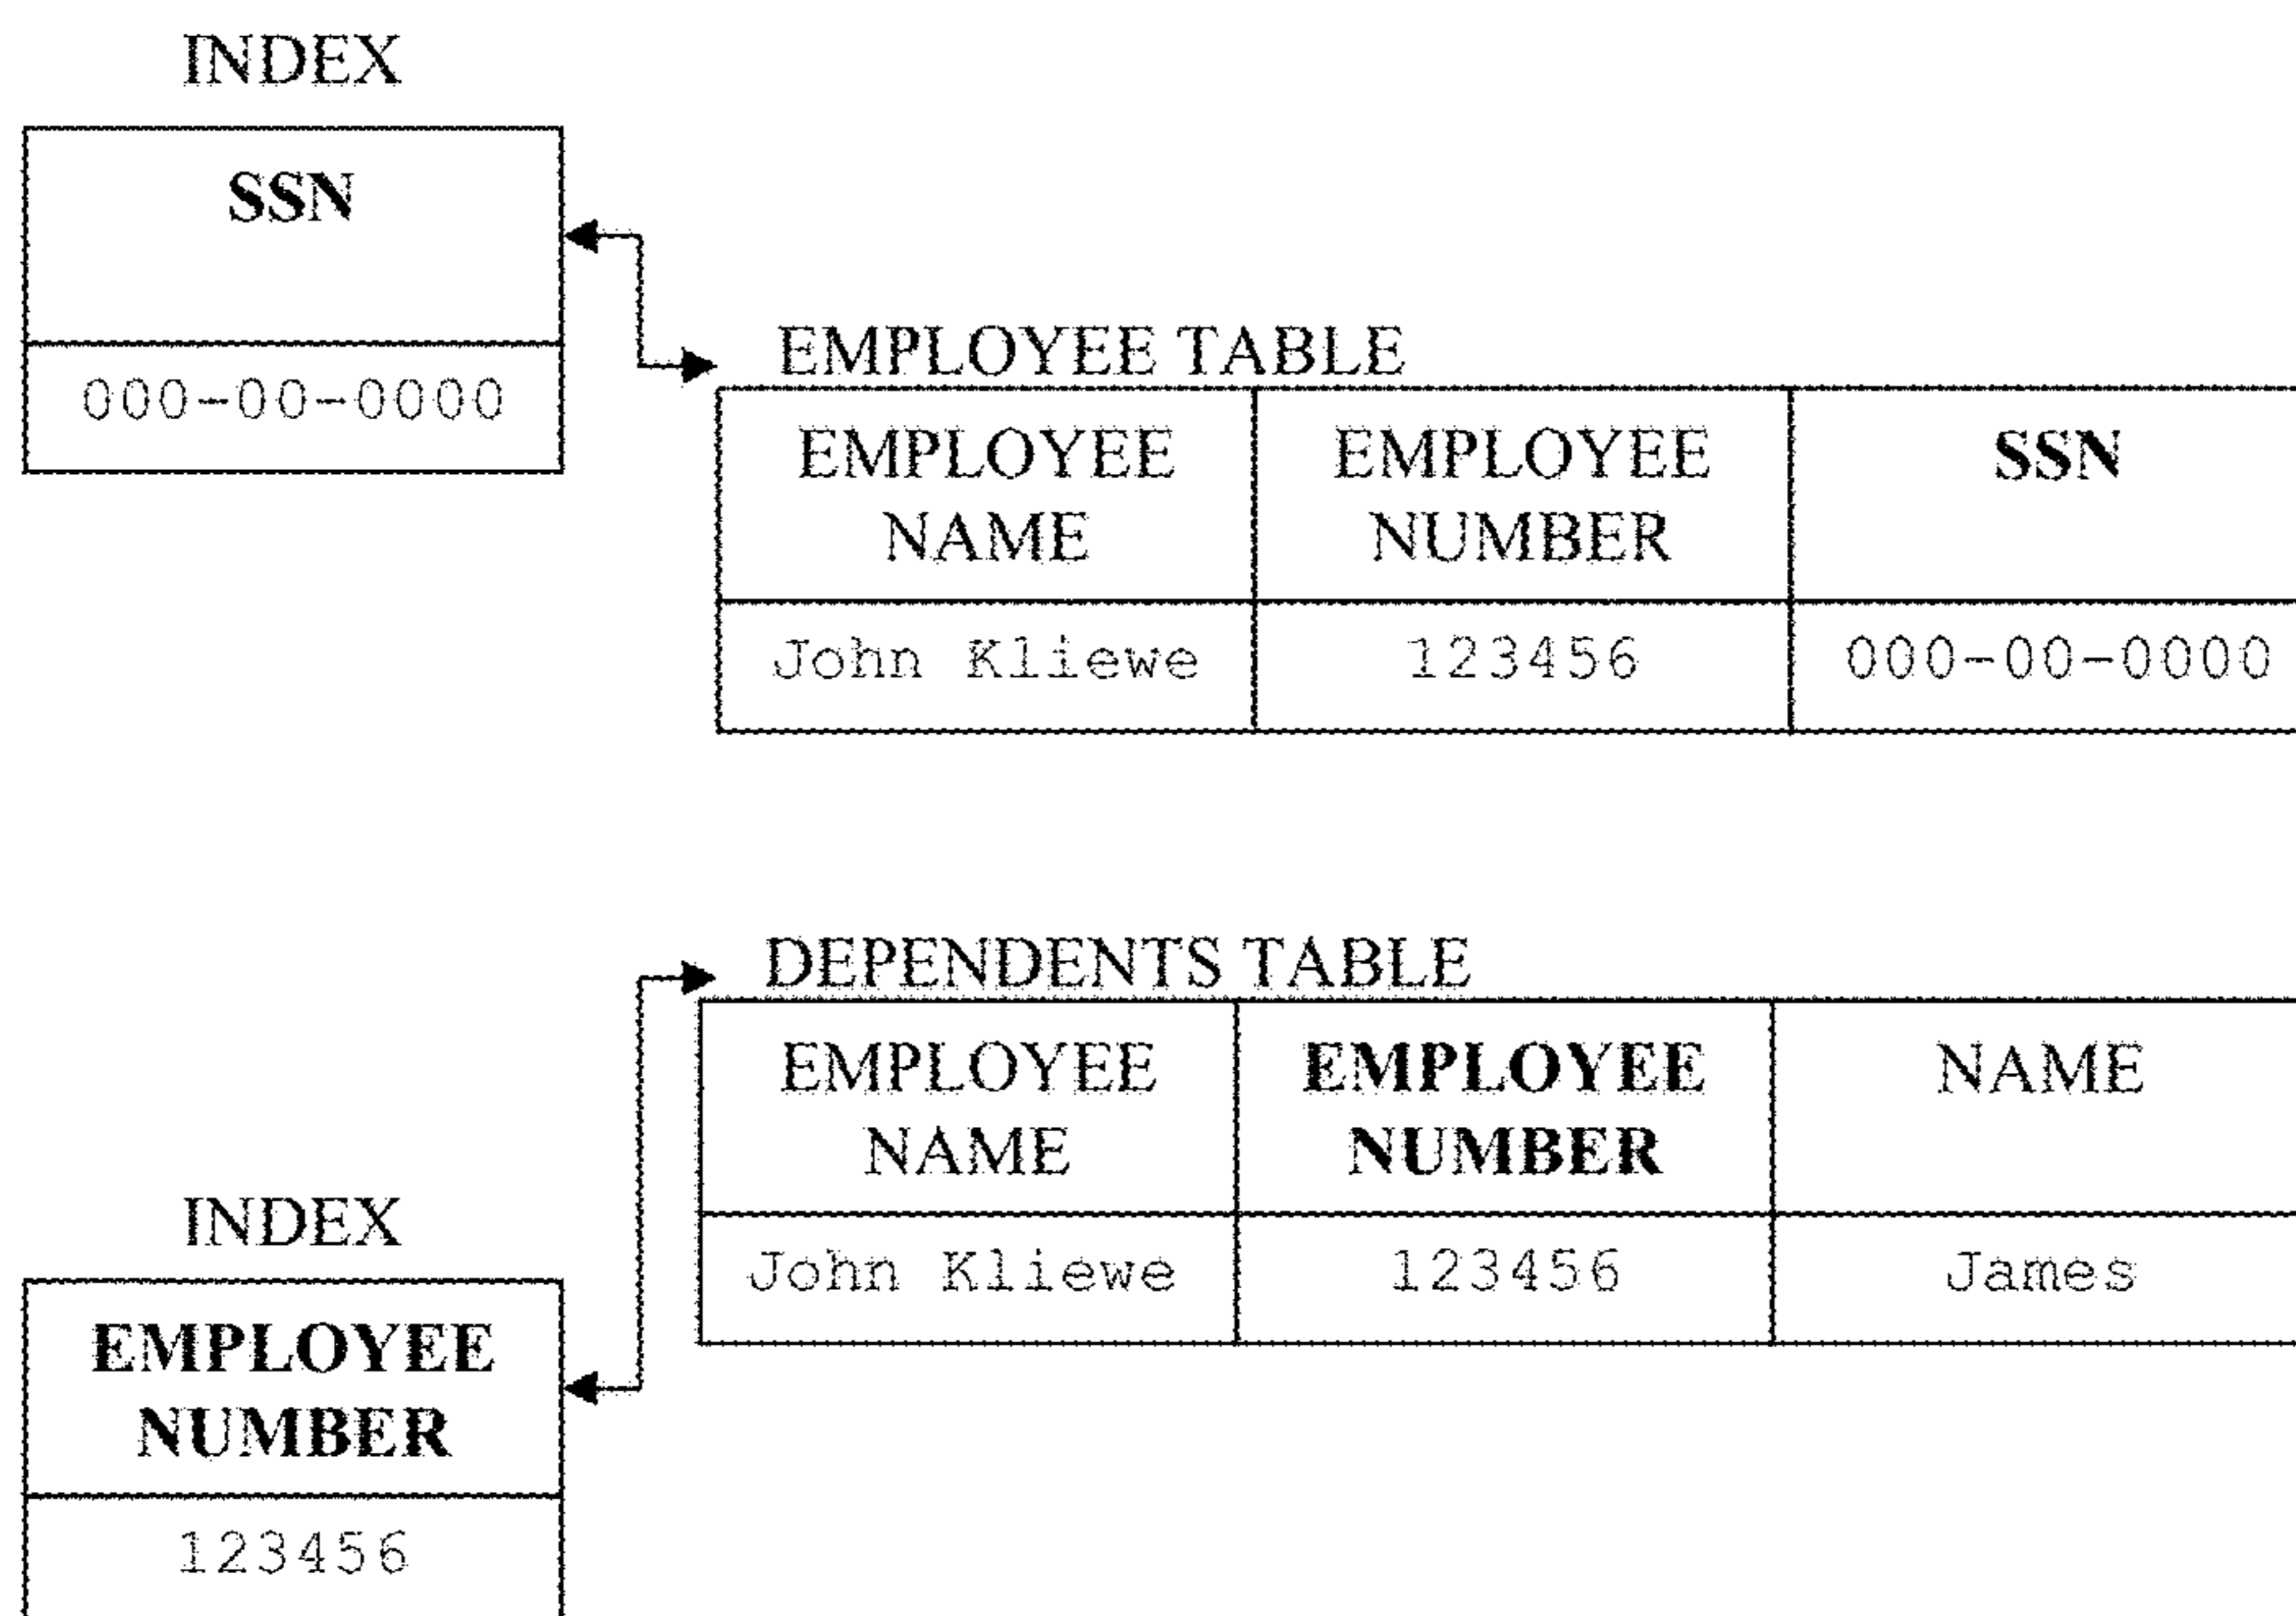 INDEX
SSN
000-00-0000
EMPLOYEE TABLE
EMPLOYEE NAME
EMPLOYEE NUMBER
SSN
John Kliewe
123456
000-00-0000
DEPENDENTS TABLE
EMPLOYEE NAME
EMPLOYEE NUMBER
NAME
John Kliewe
123456
James
INDEX
EMPLOYEE
NUMBER
123456